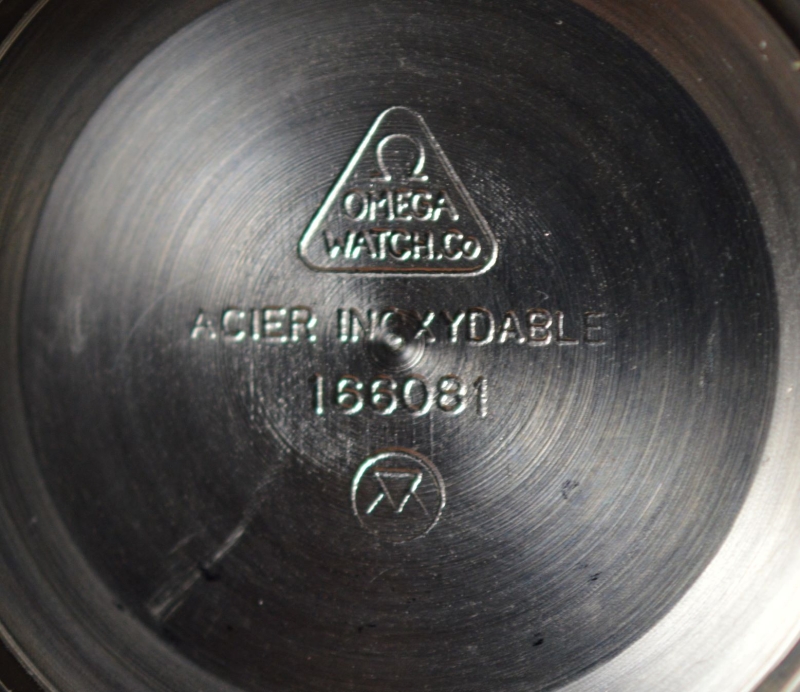 Ω
OMEGA
WATCH.Co
ACIER INOXYDABLE
166081